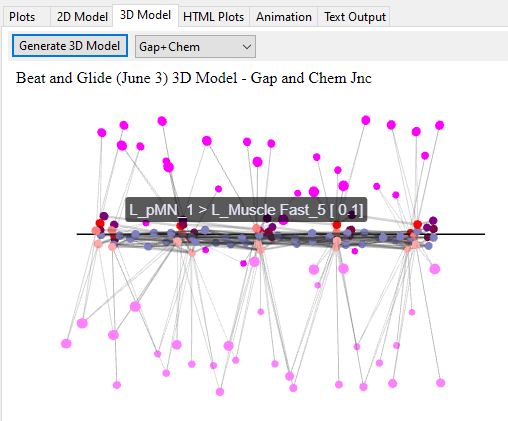 Plots 2D Model 3D Model HTML Plots Animation Text Output
Generate 3D Model Gap+Chem
Beat and Glide (June 3) 3D Model - Gap and Chem Jnc
L_pMN_1 > L_Muscle Fast_5 [ 0,1]